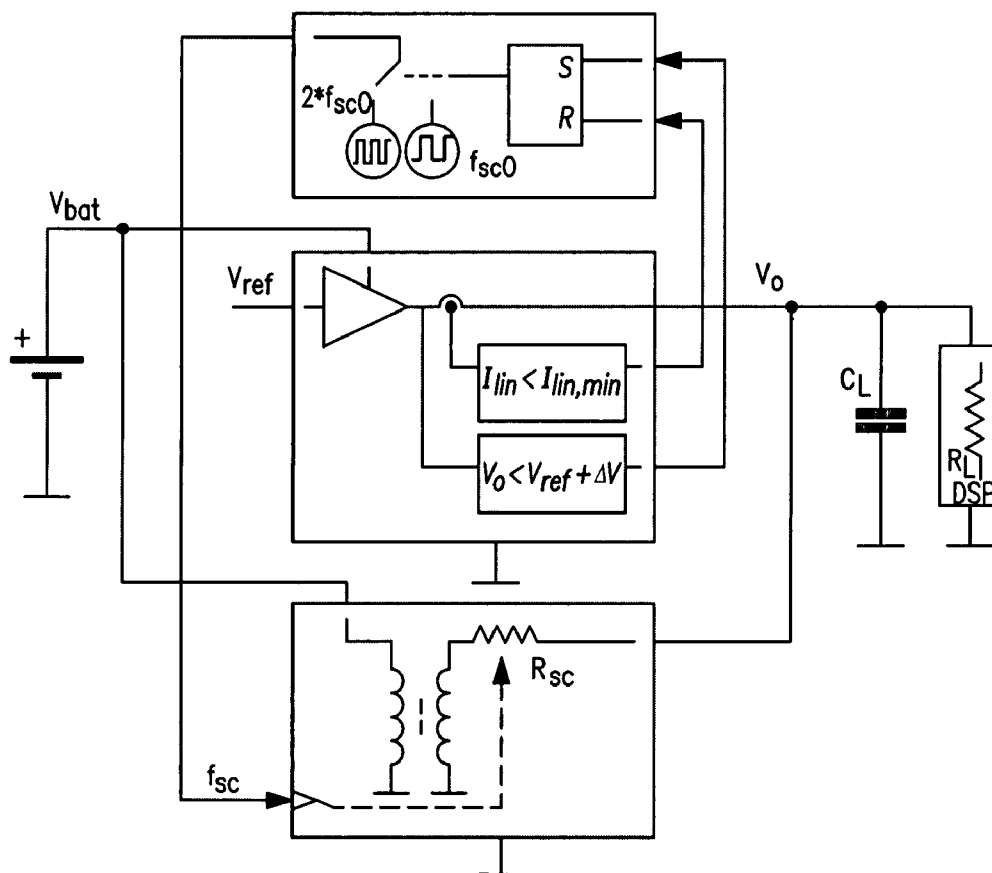 S
2*fsc0
R
fsc0
Vbat
Vref
Vo
+
Ilin < Ilin,min
CL
Vo < Vref + ΔV
RL
DSP
Rsc
fsc